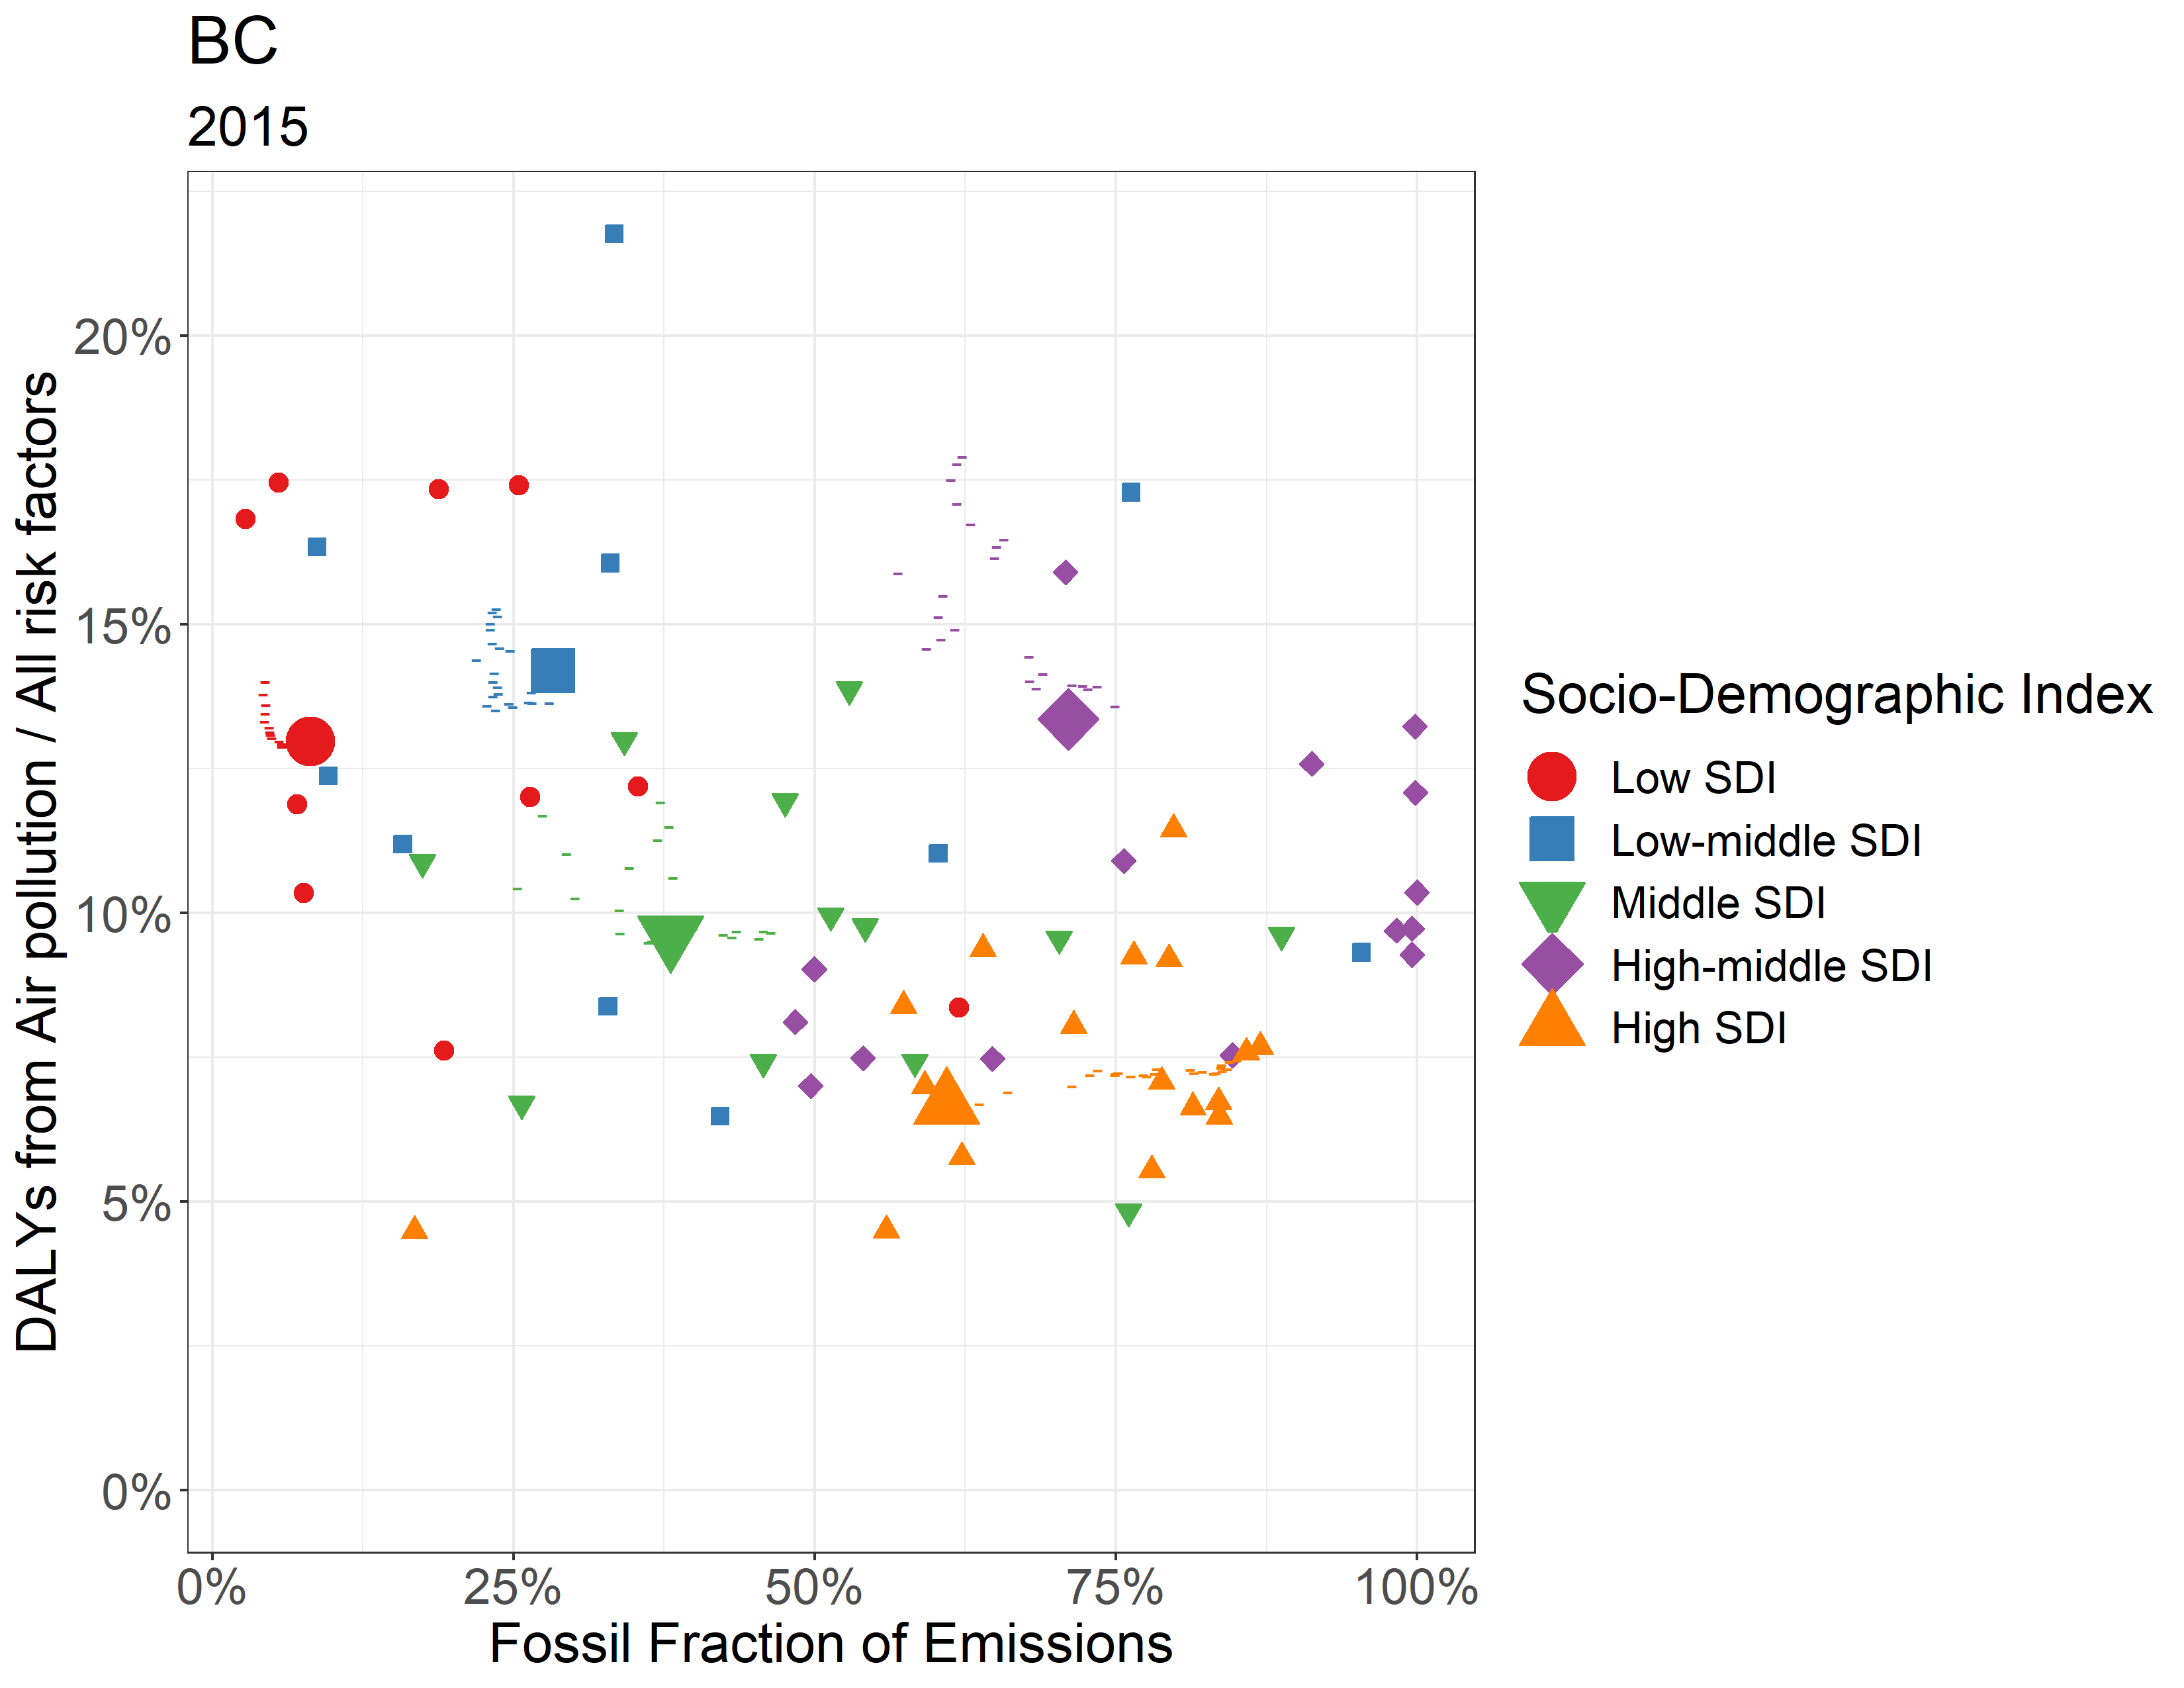 BC
2015
DALYs from Air pollution / All risk factors
20%
15%
10%
5%
0%
0% 25% 50% 75% 100%
Fossil Fraction of Emissions
Socio-Demographic Index
Low SDI
Low-middle SDI
Middle SDI
High-middle SDI
High SDI